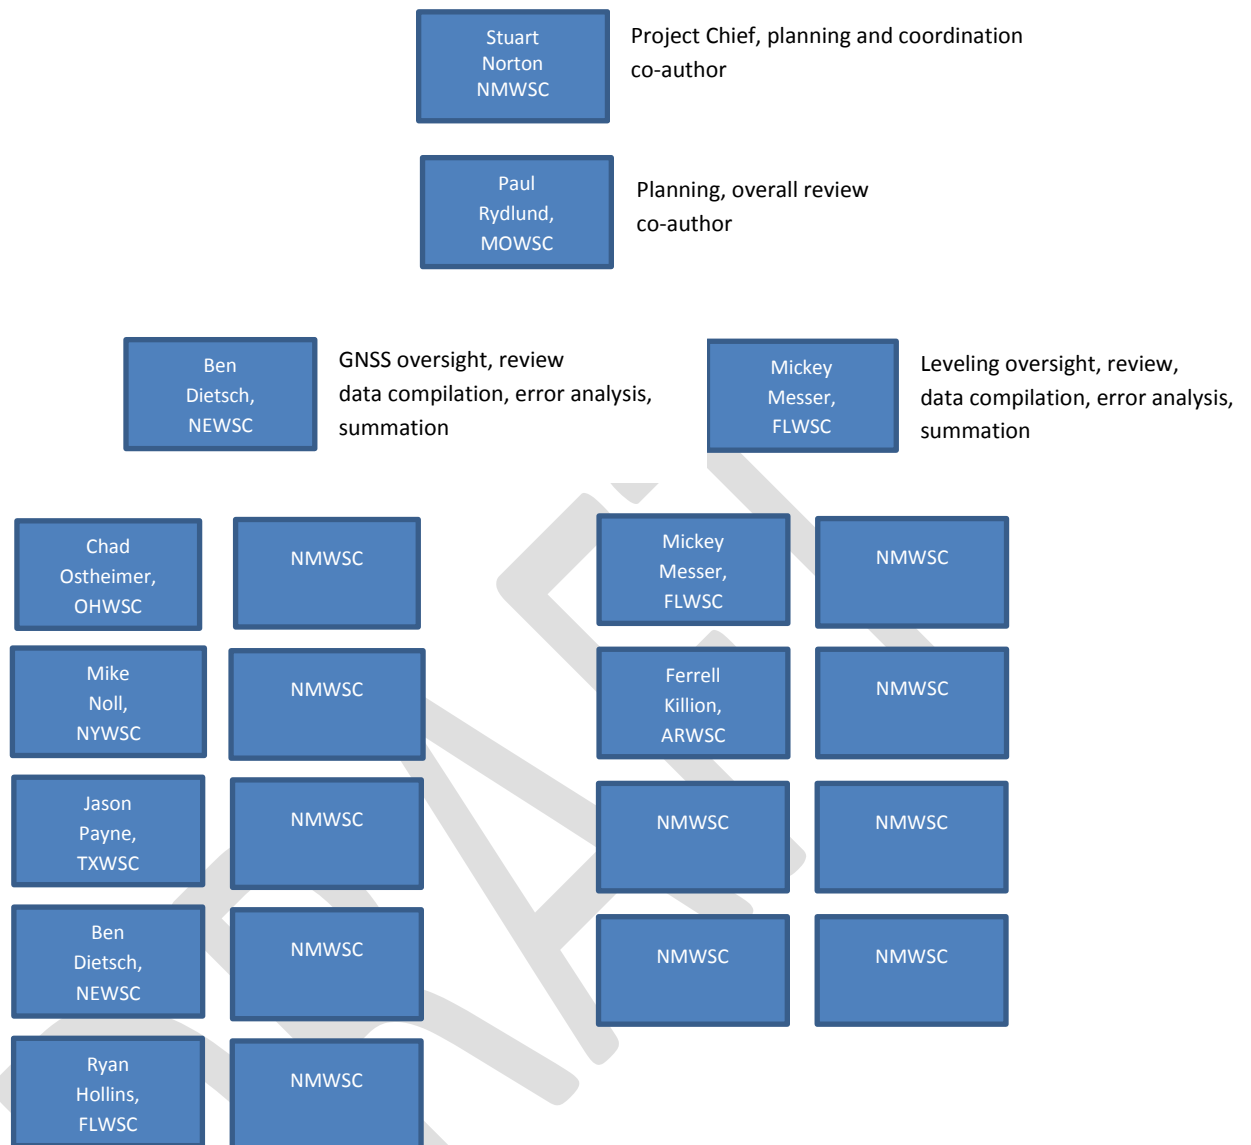 Stuart
Norton
NMWSC
Project Chief, planning and coordination
co-author
Paul
Rydlund,
MOWSC
Planning, overall review
co-author
Ben
Dietsch,
NEWSC
GNSS oversight, review
data compilation, error analysis,
summation
Mickey
Messer,
FLWSC
Leveling oversight, review,
data compilation, error analysis,
summation
Chad
Ostheimer,
OHWSC
NMWSC
Mike
Noll,
NYWSC
NMWSC
Jason
Payne,
TXWSC
NMWSC
Ben
Dietsch,
NEWSC
NMWSC
Ryan
Hollins,
FLWSC
NMWSC
Mickey
Messer,
FLWSC
NMWSC
Ferrell
Killion,
ARWSC
NMWSC
NMWSC
NMWSC
NMWSC
NMWSC
DRAFT